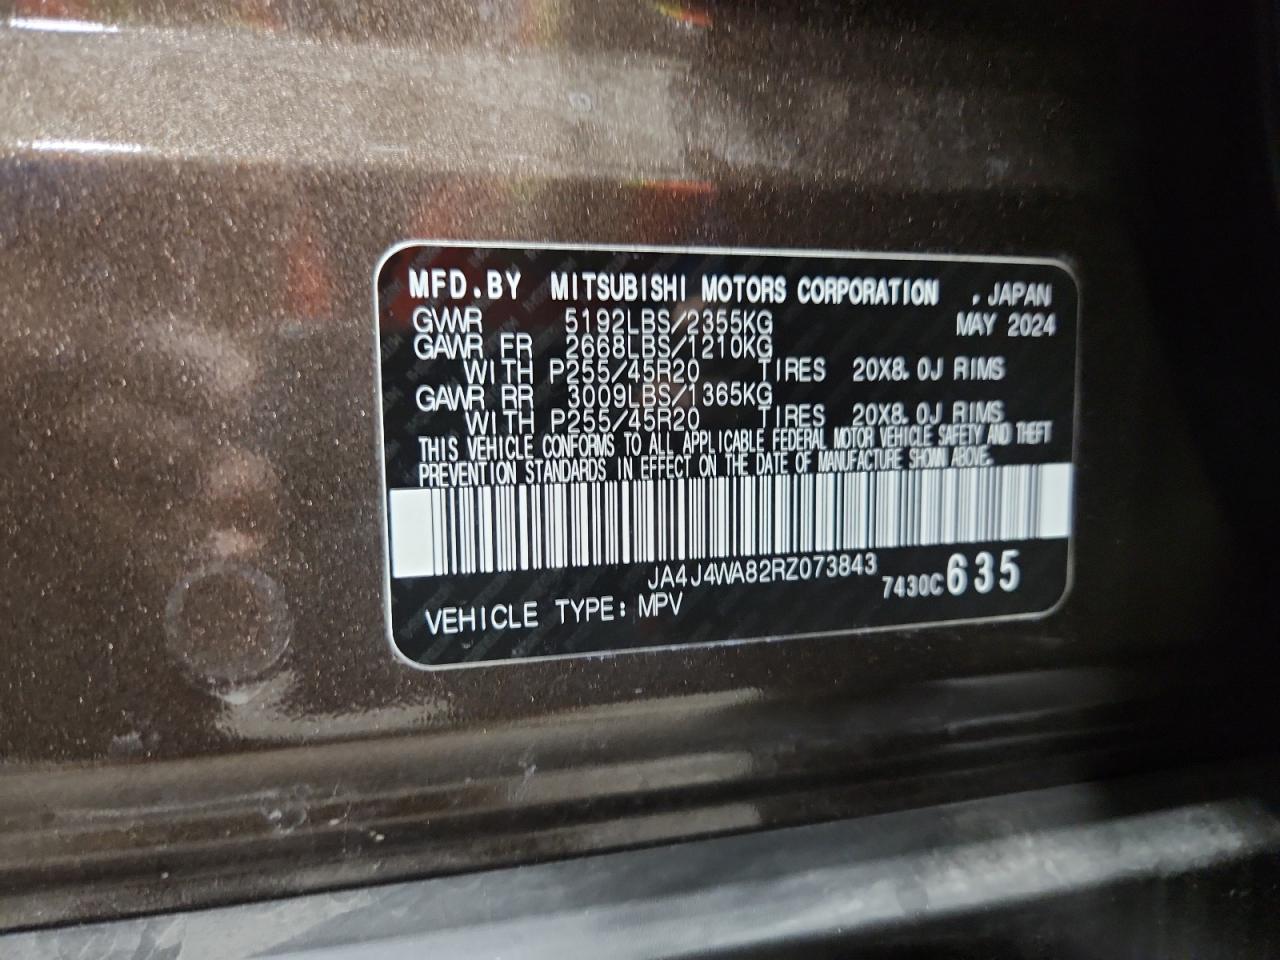 MFD.BY MITSUBISHI MOTORS CORPORATION , JAPAN
GVWR 5192LBS/2355KG MAY 2024
GAWR FR 2668LBS/1210KG
WITH P255/45R20 TIRES 20X8.0J RIMS
GAWR RR 3009LBS/1365KG
WITH P255/45R20 TIRES 20X8.0J RIMS
THIS VEHICLE CONFORMS TO ALL APPLICABLE FEDERAL MOTOR VEHICLE SAFETY AND THEFT
PREVENTION STANDARDS IN EFFECT ON THE DATE OF MANUFACTURE SHOWN ABOVE.
JA4J4WA82RZ073843
7430C635
VEHICLE TYPE: MPV